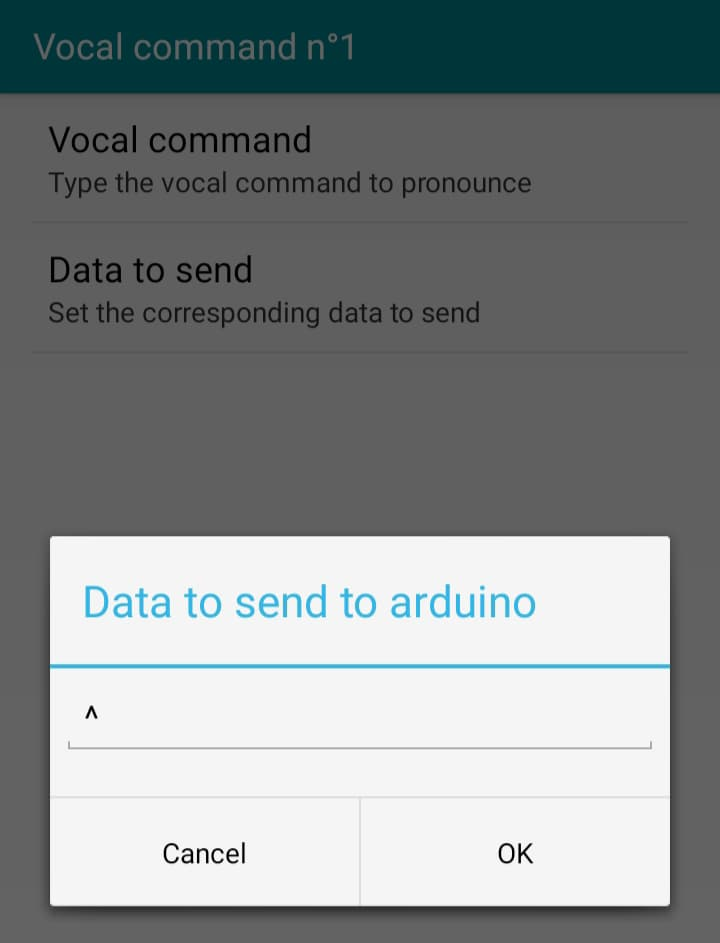 Vocal command n°1
Vocal command
Type the vocal command to pronounce
Data to send
Set the corresponding data to send
Data to send to arduino
^
Cancel
OK